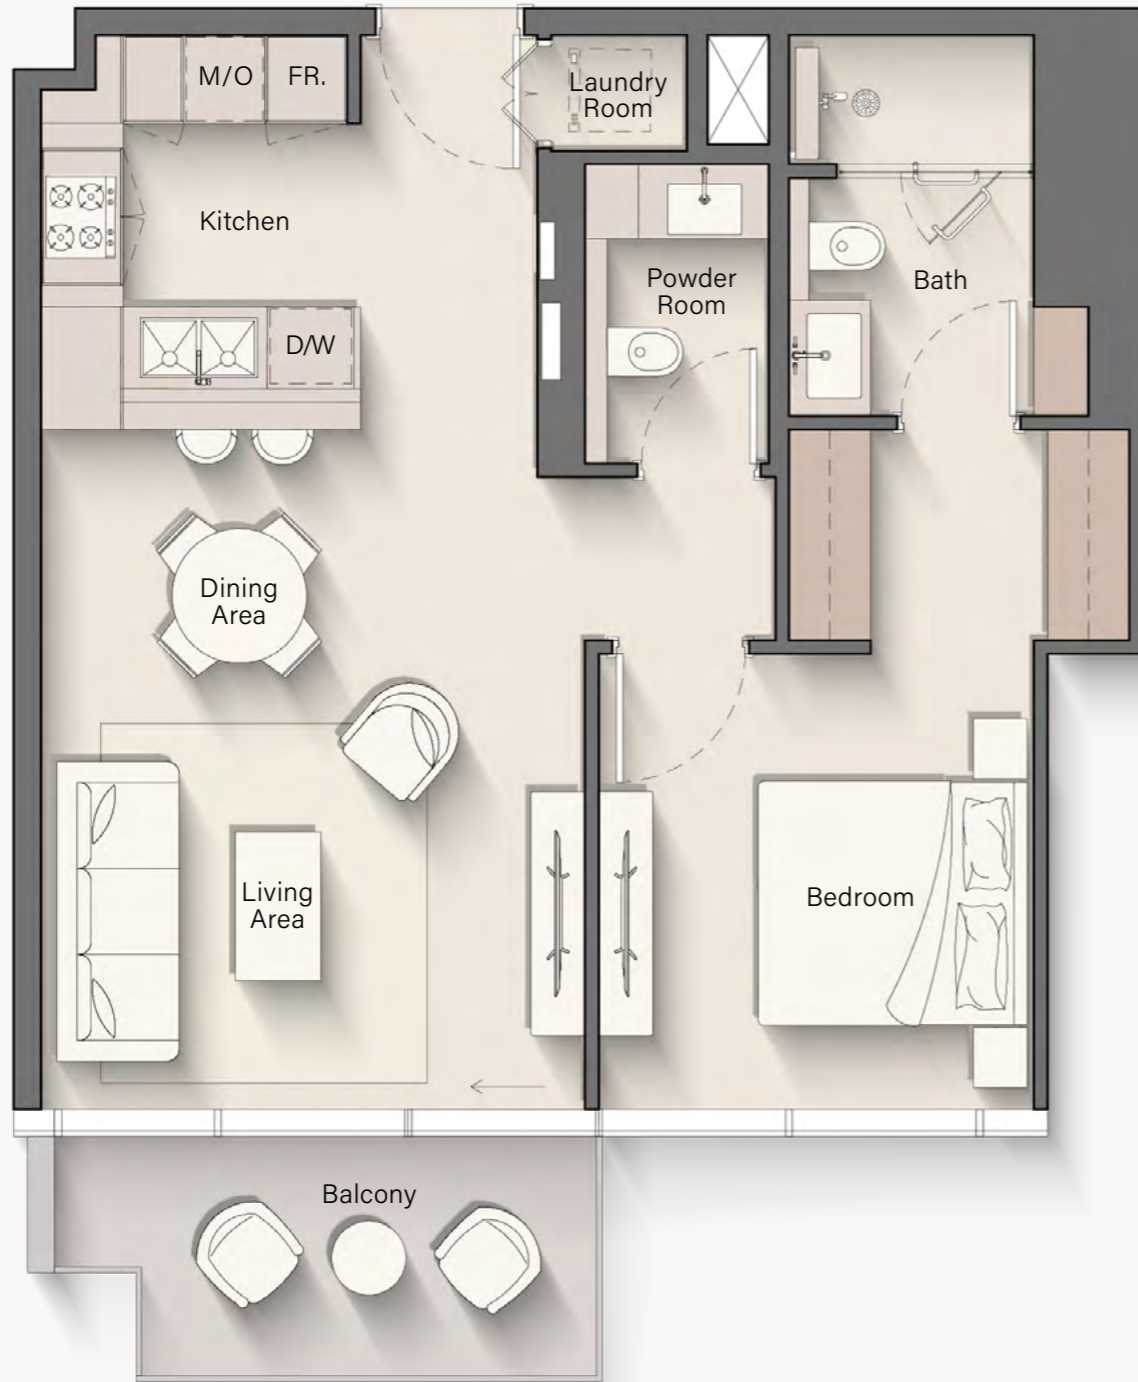 M/O
FR.
Laundry
Room
Kitchen
Powder
Room
Bath
D/W
Dining
Area
Living
Area
Bedroom
Balcony